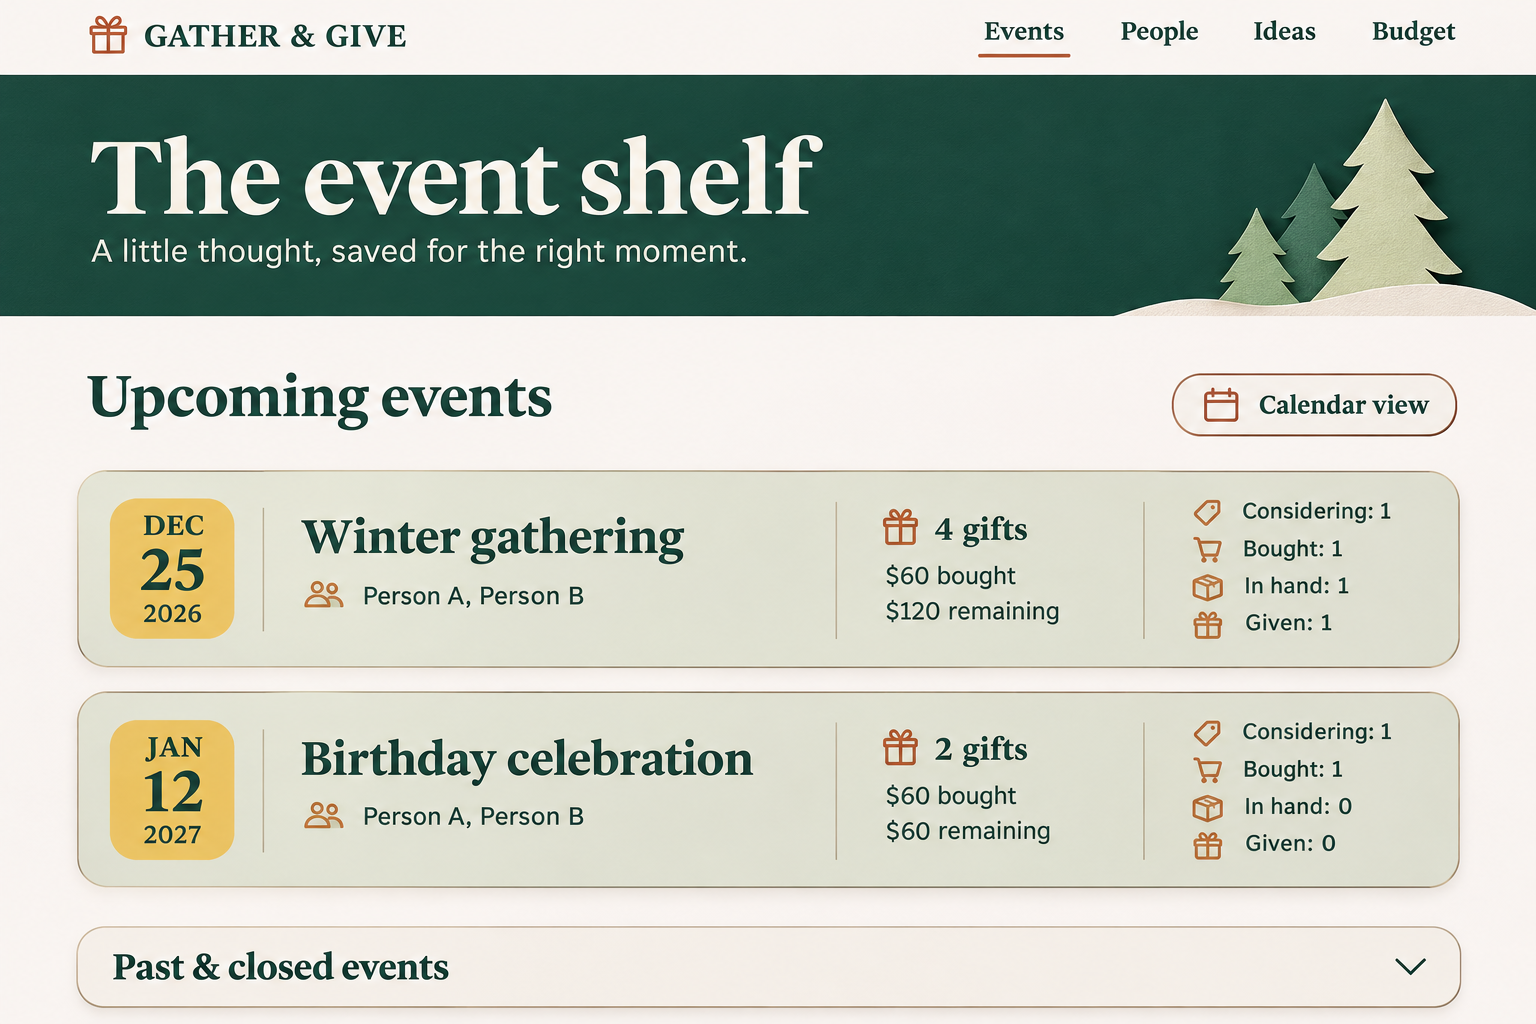 GATHER & GIVE
Events
People
Ideas
Budget
The event shelf
A little thought, saved for the right moment.
Upcoming events
Calendar view
DEC
25
2026
Winter gathering
Person A, Person B
4 gifts
$60 bought
$120 remaining
Considering: 1
Bought: 1
In hand: 1
Given: 1
JAN
12
2027
Birthday celebration
Person A, Person B
2 gifts
$60 bought
$60 remaining
Considering: 1
Bought: 1
In hand: 0
Given: 0
Past & closed events